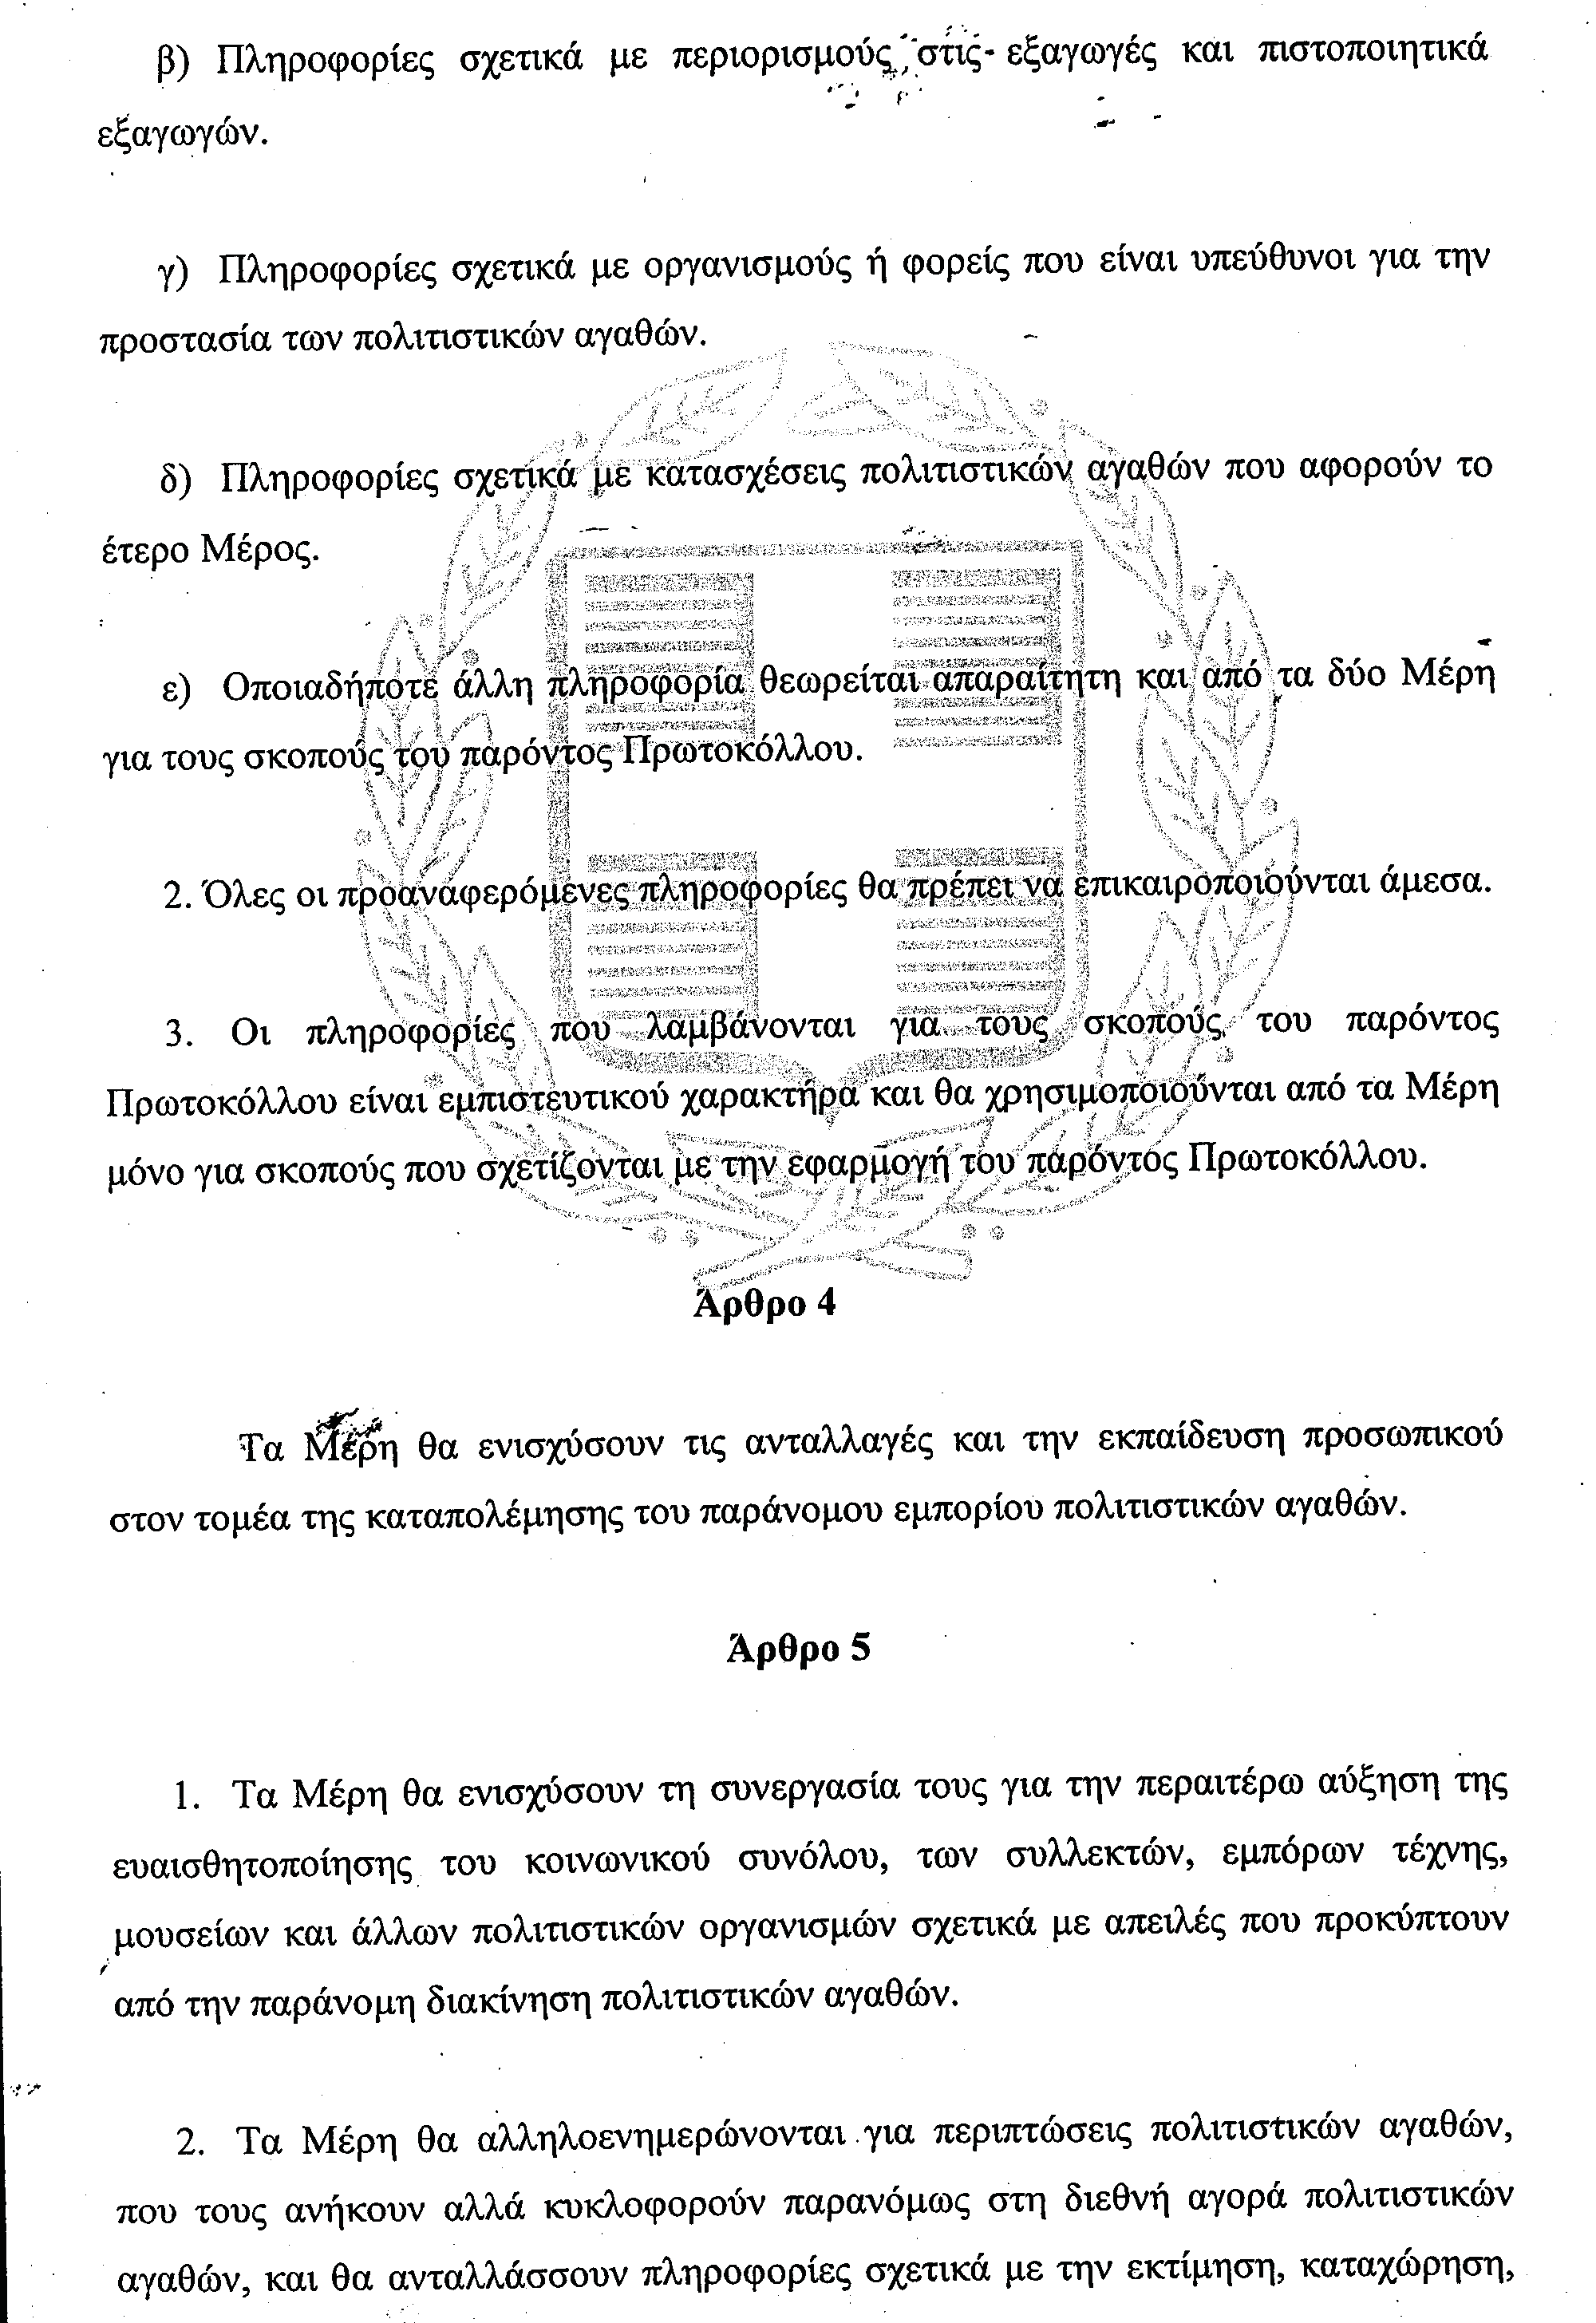 β) Πληροφορίες σχετικά με περιορισμούς, στις εξαγωγές και πιστοποιητικά
εξαγωγών.
γ) Πληροφορίες σχετικά με οργανισμούς ή φορείς που είναι υπεύθυνοι για την
προστασία των πολιτιστικών αγαθών.
δ) Πληροφορίες σχετικά με κατασχέσεις πολιτιστικών αγαθών που αφορούν το
έτερο Μέρος.
ε) Οποιαδήποτε άλλη πληροφορία θεωρείται απαραίτητη και από τα δύο Μέρη
για τους σκοπούς του παρόντος Πρωτοκόλλου.
2. Όλες οι προαναφερόμενες πληροφορίες θα πρέπει να επικαιροποιούνται άμεσα.
3. Οι πληροφορίες που λαμβάνονται για τους σκοπούς του παρόντος
Πρωτοκόλλου είναι εμπιστευτικού χαρακτήρα και θα χρησιμοποιούνται από τα Μέρη
μόνο για σκοπούς που σχετίζονται με την εφαρμογή του παρόντος Πρωτοκόλλου.
Άρθρο 4
Τα Μέρη θα ενισχύσουν τις ανταλλαγές και την εκπαίδευση προσωπικού
στον τομέα της καταπολέμησης του παράνομου εμπορίου πολιτιστικών αγαθών.
Άρθρο 5
1. Τα Μέρη θα ενισχύσουν τη συνεργασία τους για την περαιτέρω αύξηση της
ευαισθητοποίησης του κοινωνικού συνόλου, των συλλεκτών, εμπόρων τέχνης,
μουσείων και άλλων πολιτιστικών οργανισμών σχετικά με απειλές που προκύπτουν
από την παράνομη διακίνηση πολιτιστικών αγαθών.
2. Τα Μέρη θα αλληλοενημερώνονται για περιπτώσεις πολιτιστικών αγαθών,
που τους ανήκουν αλλά κυκλοφορούν παρανόμως στη διεθνή αγορά πολιτιστικών
αγαθών, και θα ανταλλάσσουν πληροφορίες σχετικά με την εκτίμηση, καταχώρηση,